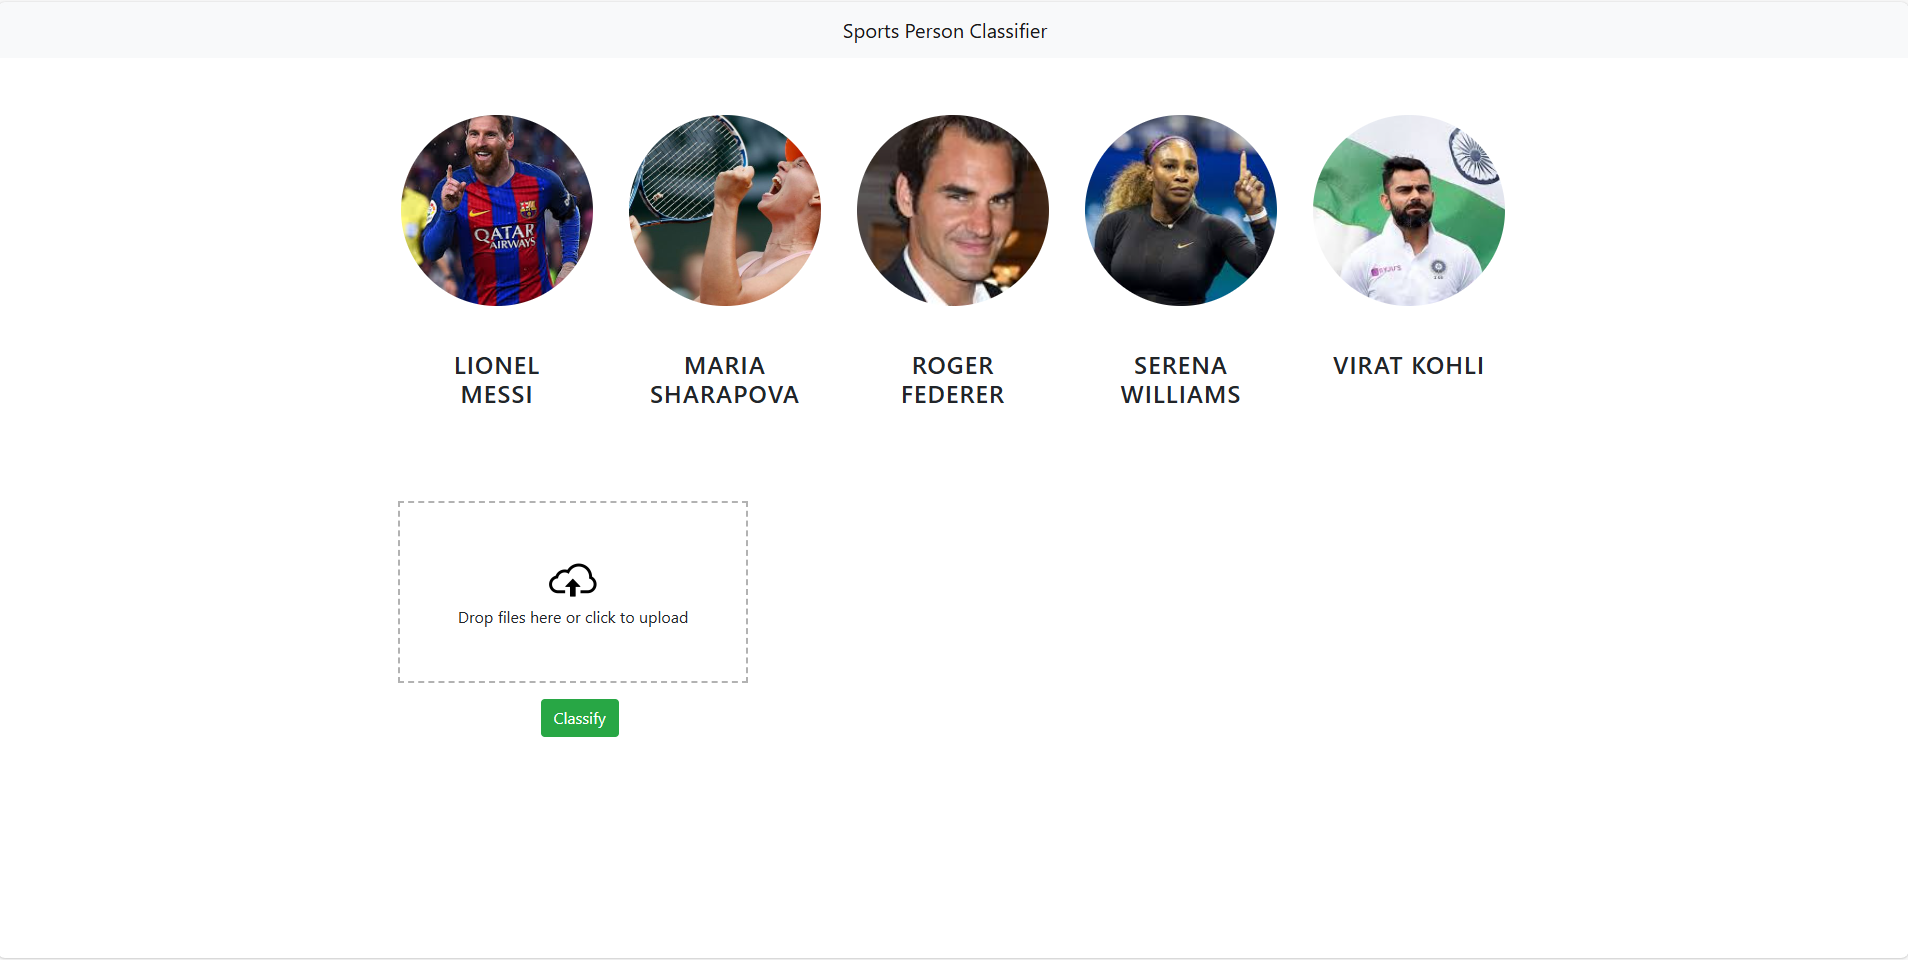 Sports Person Classifier
QATAR
AIRWAYS
LIONEL
MESSI
MARIA
SHARAPOVA
ROGER
FEDERER
SERENA
WILLIAMS
VIRAT KOHLI
Drop files here or click to upload
Classify